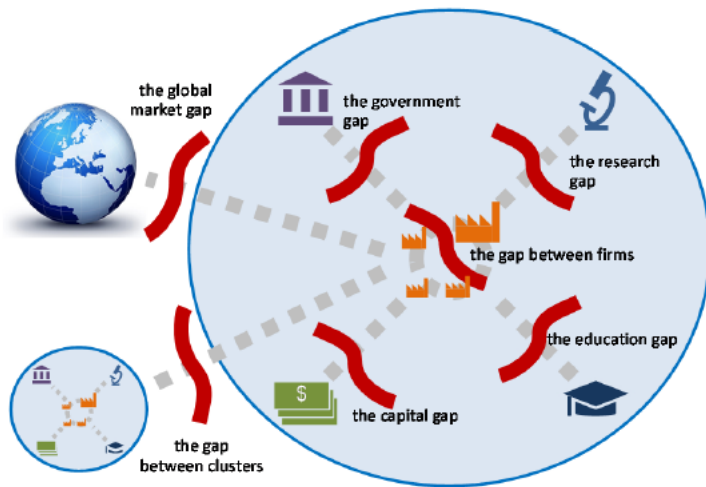 the global
market gap
the government
gap
the research
gap
the gap between firms
the education gap
$
the capital gap
the gap
between clusters